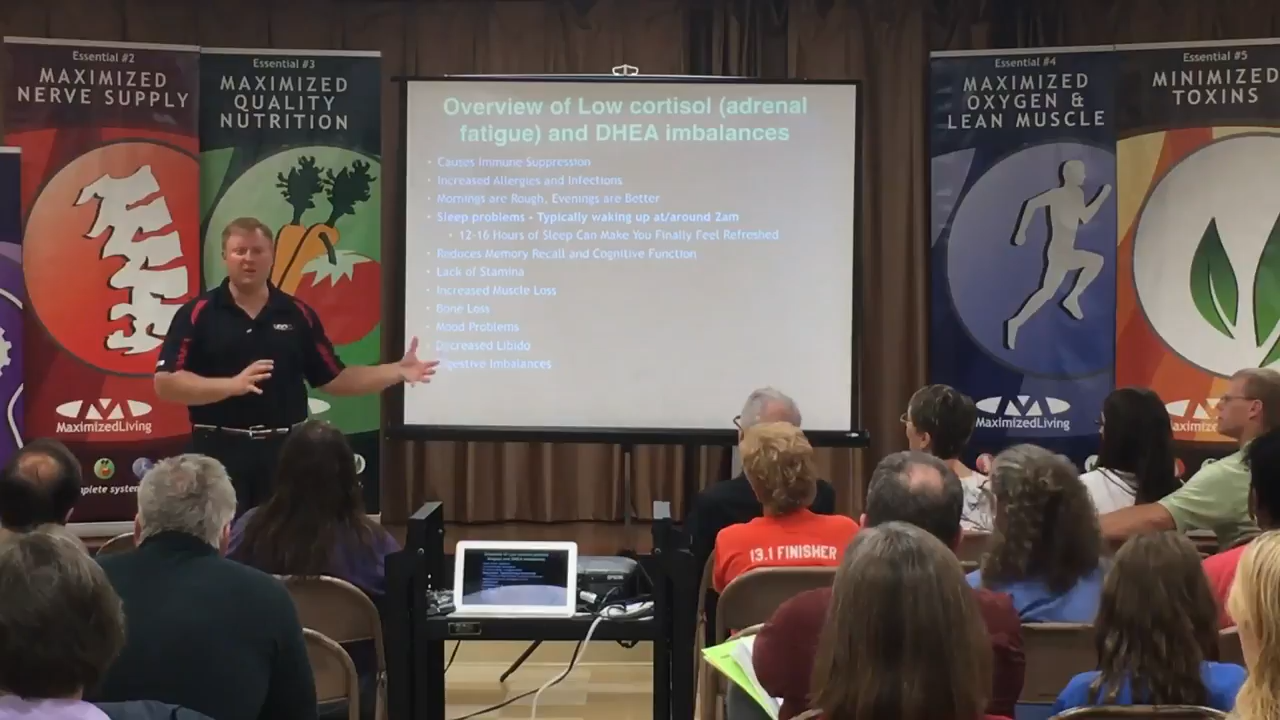 Essential #2
MAXIMIZED
NERVE SUPPLY
MaximizedLiving
Essential #3
MAXIMIZED
QUALITY
NUTRITION
Overview of Low cortisol (adrenal
fatigue) and DHEA imbalances
• Causes Immune Suppression
• Increased Allergies and Infections
• Mornings are Rough, Evenings are Better
• Sleep problems - Typically waking up at/around 2am
• 12-16 Hours of Sleep Can Make You Finally Feel Refreshed
• Reduces Memory Recall and Cognitive Function
• Lack of Stamina
• Increased Muscle Loss
• Bone Loss
• Mood Problems
• Decreased Libido
Digestive Imbalances
Essential #4
MAXIMIZED
OXYGEN &
LEAN MUSCLE
MaximizedLiving
Essential #5
MINIMIZED
TOXINS
13.1 FINISHER
EPSON